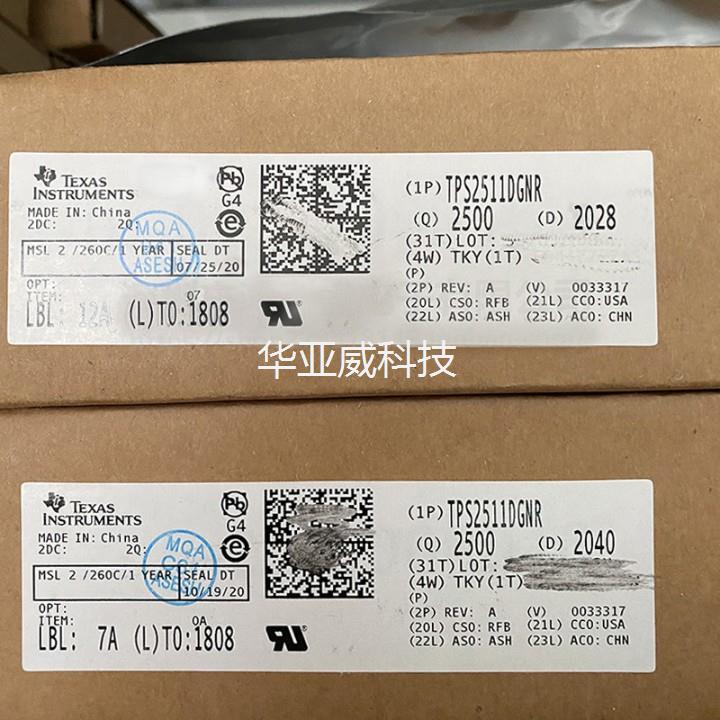 TEXAS
INSTRUMENTS
MADE IN: China
2DC: 2Q:
MSL 2 /260C/1 YEAR SEAL DT
07/25/20
OPT:
ITEM: 07
LBL: 12A (L)TO:1808
Pb
G4
e
MQA
ASESH
(1P) TPS2511DGNR
(Q) 2500 (D) 2028
(31T)LOT:
(4W) TKY(1T)
(P)
(2P) REV: A (V) 0033317
(20L) CSO: RFB (21L) CCO:USA
(22L) ASO: ASH (23L) ACO: CHN
华亚威科技
TEXAS
INSTRUMENTS
MADE IN: China
2DC: 2Q:
MSL 2 /260C/1 YEAR SEAL DT
10/19/20
OPT:
ITEM: 0A
LBL: 7A (L)TO:1808
Pb
G4
e
MQA
ASESH
(1P) TPS2511DGNR
(Q) 2500 (D) 2040
(31T)LOT:
(4W) TKY(1T)
(P)
(2P) REV: A (V) 0033317
(20L) CSO: RFB (21L) CCO:USA
(22L) ASO: ASH (23L) ACO: CHN